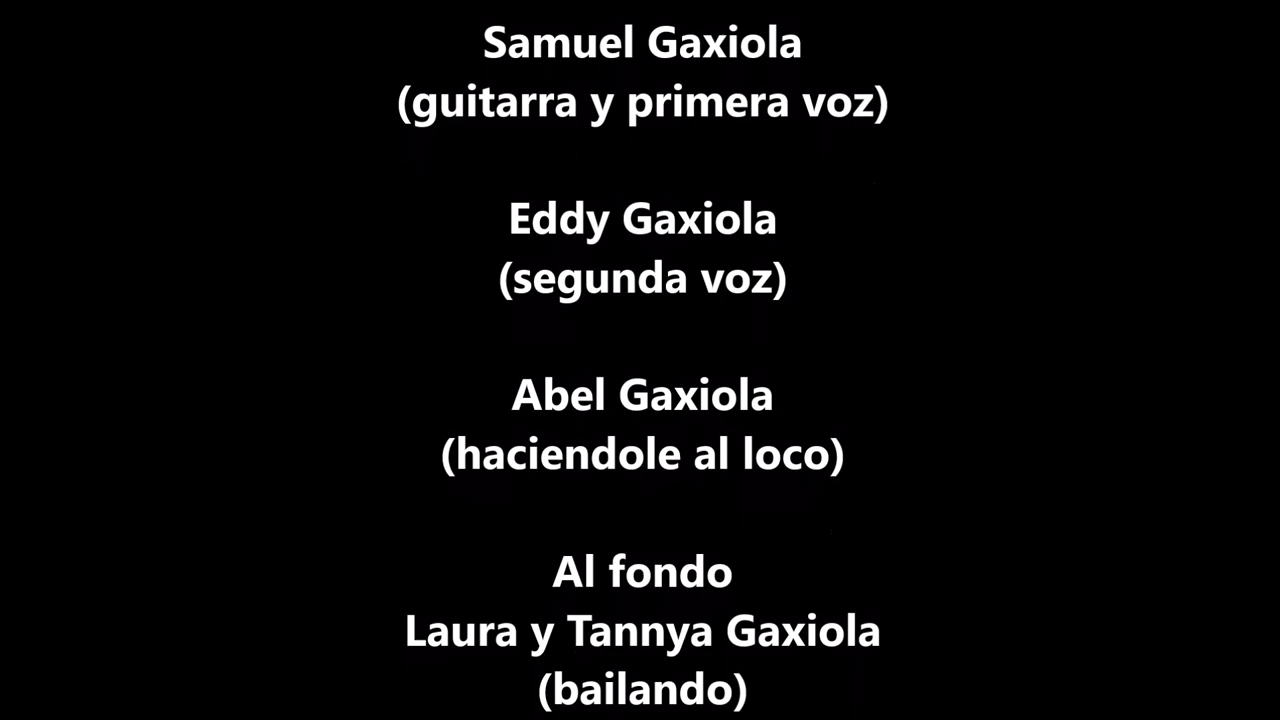 Samuel Gaxiola
(guitarra y primera voz)
Eddy Gaxiola
(segunda voz)
Abel Gaxiola
(haciendole al loco)
Al fondo
Laura y Tannya Gaxiola
(bailando)